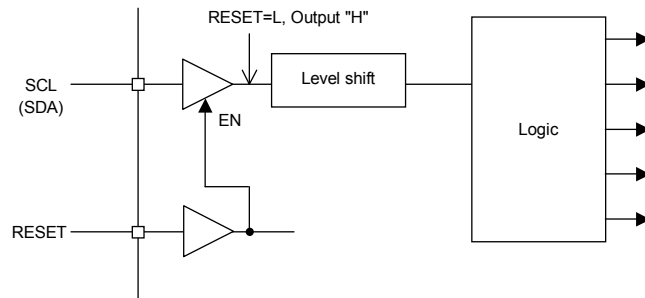 RESET=L, Output "H"
SCL
(SDA)
Level shift
EN
Logic
RESET